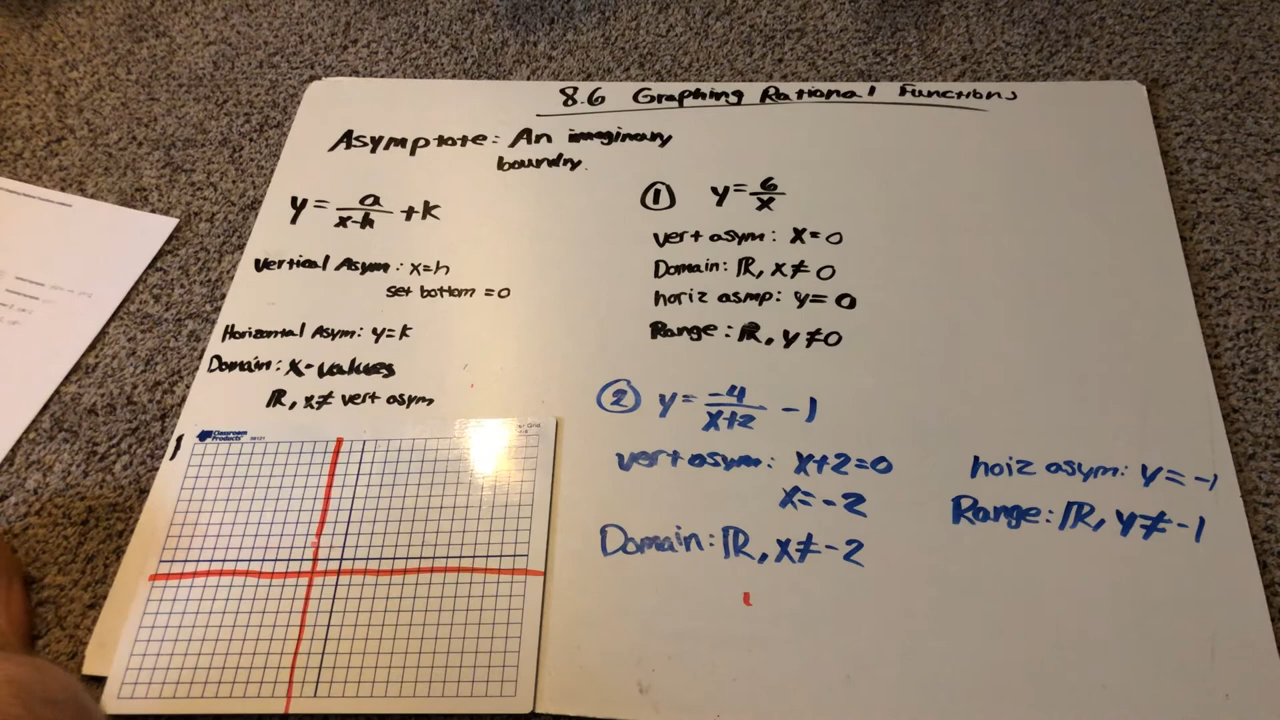 8.6 Graphing Rational Functions
Asymptote: An imaginary
boundry.
y = a/(x-h) + k
Vertical Asym: x=h
set bottom = 0
Horizontal Asym: y=k
Domain: x-values
ℝ, x≠ vert asym
① y = 6/x
vert asym: x=0
Domain: ℝ, x≠0
horiz asmp: y=0
Range: ℝ, y≠0
② y = -4/(x+2) - 1
vert asym: x+2=0
x=-2
Domain: ℝ, x≠-2
hoiz asym: y=-1
Range: ℝ, y≠-1
Classroom
Products